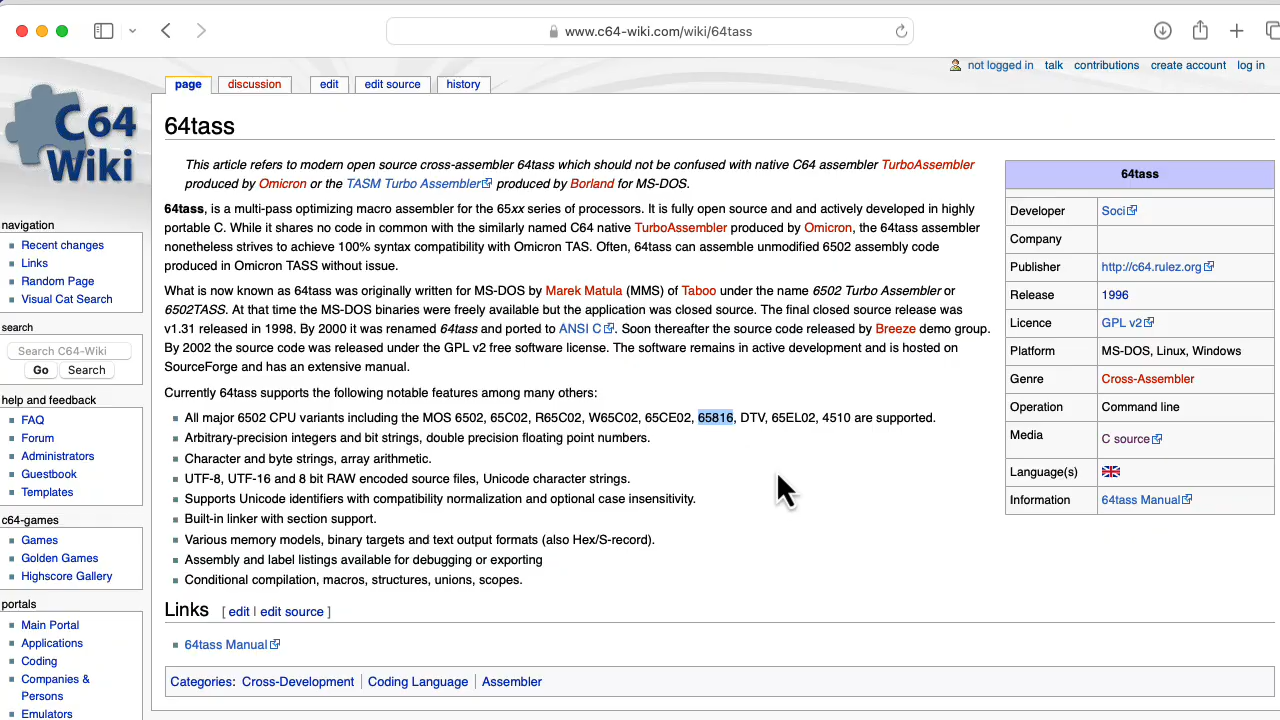 www.c64-wiki.com/wiki/64tass
not logged in talk contributions create account log in
page discussion edit edit source history
C64
Wiki
64tass
This article refers to modern open source cross-assembler 64tass which should not be confused with native C64 assembler TurboAssembler
produced by Omicron or the TASM Turbo Assembler produced by Borland for MS-DOS.
64tass, is a multi-pass optimizing macro assembler for the 65xx series of processors. It is fully open source and and actively developed in highly
portable C. While it shares no code in common with the similarly named C64 native TurboAssembler produced by Omicron, the 64tass assembler
nonetheless strives to achieve 100% syntax compatibility with Omicron TAS. Often, 64tass can assemble unmodified 6502 assembly code
produced in Omicron TASS without issue.
What is now known as 64tass was originally written for MS-DOS by Marek Matula (MMS) of Taboo under the name 6502 Turbo Assembler or
6502TASS. At that time the MS-DOS binaries were freely available but the application was closed source. The final closed source release was
v1.31 released in 1998. By 2000 it was renamed 64tass and ported to ANSI C. Soon thereafter the source code released by Breeze demo group.
By 2002 the source code was released under the GPL v2 free software license. The software remains in active development and is hosted on
SourceForge and has an extensive manual.
Currently 64tass supports the following notable features among many others:
All major 6502 CPU variants including the MOS 6502, 65C02, R65C02, W65C02, 65CE02, 65816, DTV, 65EL02, 4510 are supported.
Arbitrary-precision integers and bit strings, double precision floating point numbers.
Character and byte strings, array arithmetic.
UTF-8, UTF-16 and 8 bit RAW encoded source files, Unicode character strings.
Supports Unicode identifiers with compatibility normalization and optional case insensitivity.
Built-in linker with section support.
Various memory models, binary targets and text output formats (also Hex/S-record).
Assembly and label listings available for debugging or exporting
Conditional compilation, macros, structures, unions, scopes.
Links [ edit | edit source ]
64tass Manual
Categories: Cross-Development | Coding Language | Assembler
64tass
Developer Soci
Company
Publisher http://c64.rulez.org
Release 1996
Licence GPL v2
Platform MS-DOS, Linux, Windows
Genre Cross-Assembler
Operation Command line
Media C source
Language(s)
Information 64tass Manual
navigation
Recent changes
Links
Random Page
Visual Cat Search
search
Search C64-Wiki
Go Search
help and feedback
FAQ
Forum
Administrators
Guestbook
Templates
c64-games
Games
Golden Games
Highscore Gallery
portals
Main Portal
Applications
Coding
Companies &
Persons
Emulators